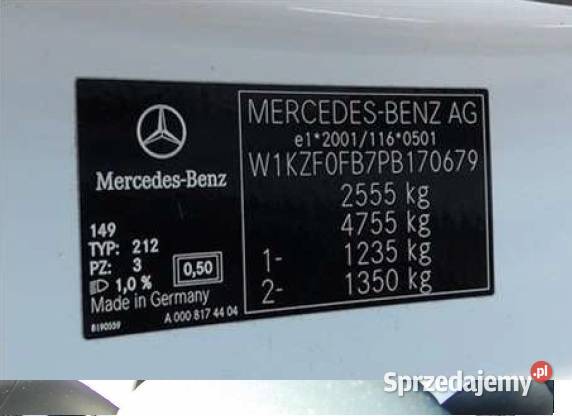 Mercedes-Benz
149
TYP: 212
PZ: 3
1,0 %
0,50
Made in Germany
8190559
A 000 817 44 04
MERCEDES-BENZ AG
e1*2001/116*0501
W1KZF0FB7PB170679
2555 kg
4755 kg
1- 1235 kg
2- 1350 kg
Sprzedajemy.pl